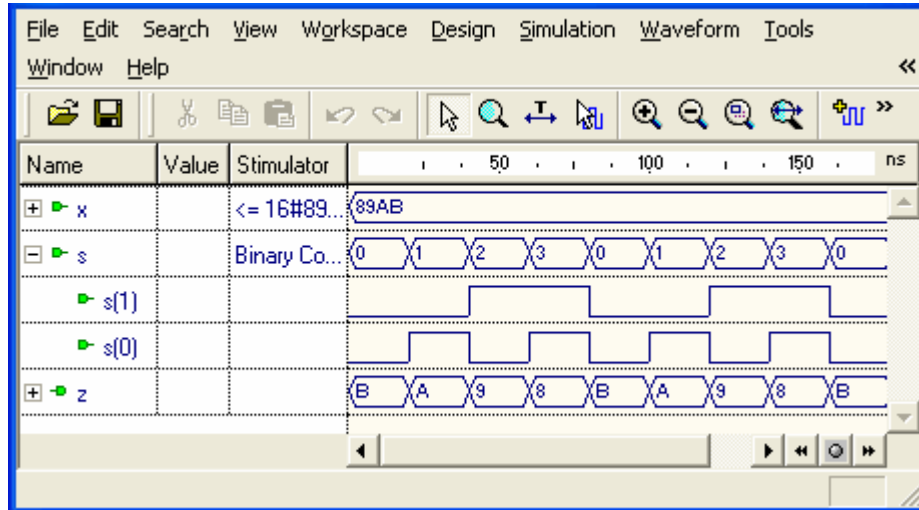 File Edit Search View Workspace Design Simulation Waveform Tools
Window Help
Name Value Stimulator 50 100 150 ns
x <= 16#89... 89AB
s Binary Co... 0 1 2 3 0 1 2 3 0
s(1)
s(0)
z B A 9 8 B A 9 8 B